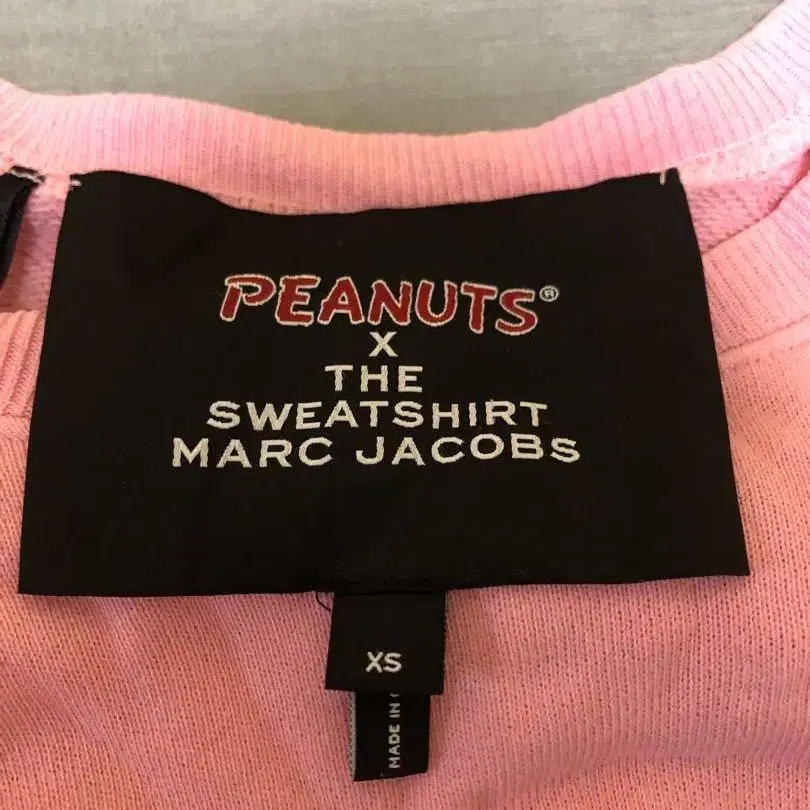 PEANUTS®
X
THE
SWEATSHIRT
MARC JACOBS
XS
MADE IN